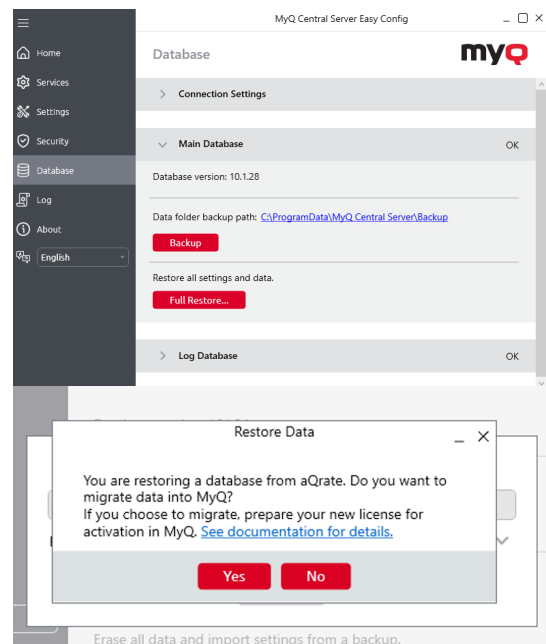 MyQ Central Server Easy Config
Home
Services
Settings
Security
Database
Log
About
English
Database
myQ
Connection Settings
Main Database
OK
Database version: 10.1.28
Data folder backup path: C:\ProgramData\MyQ Central Server\Backup
Backup
Restore all settings and data.
Full Restore...
Log Database
OK
Restore Data
You are restoring a database from aQrate. Do you want to
migrate data into MyQ?
If you choose to migrate, prepare your new license for
activation in MyQ. See documentation for details.
Yes
No
Erase all data and import settings from a backup.